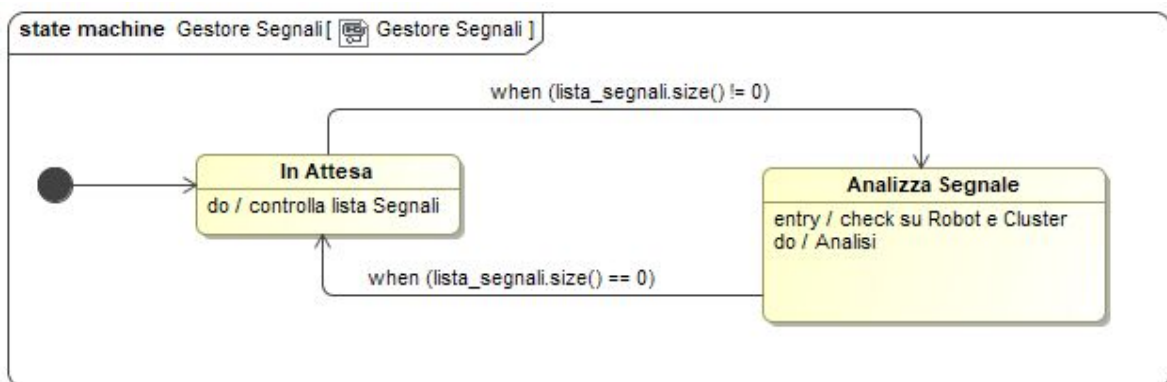 state machine Gestore Segnali[ Gestore Segnali ]
when (lista_segnali.size() != 0)
In Attesa
do / controlla lista Segnali
Analizza Segnale
entry / check su Robot e Cluster
do / Analisi
when (lista_segnali.size() == 0)